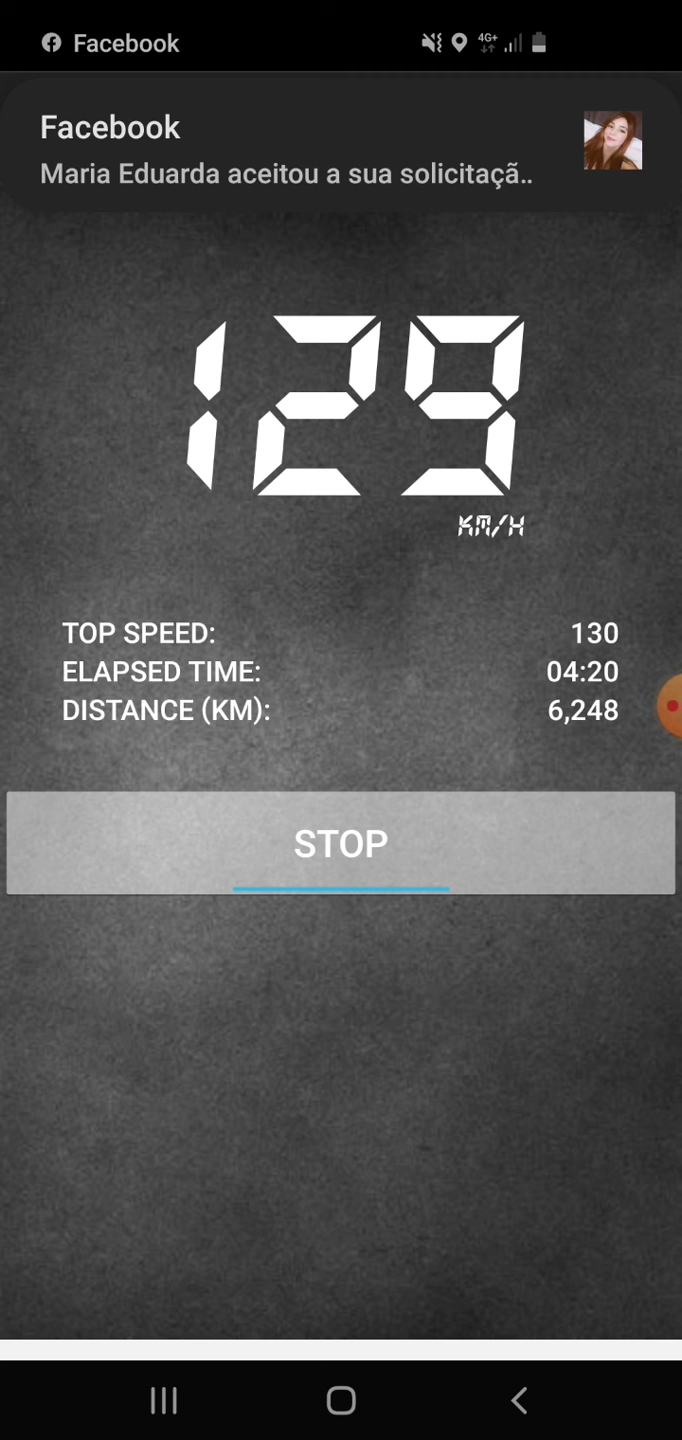 Facebook
4G+
Facebook
Maria Eduarda aceitou a sua solicitaçã..
129
KM/H
TOP SPEED: 130
ELAPSED TIME: 04:20
DISTANCE (KM): 6,248
STOP